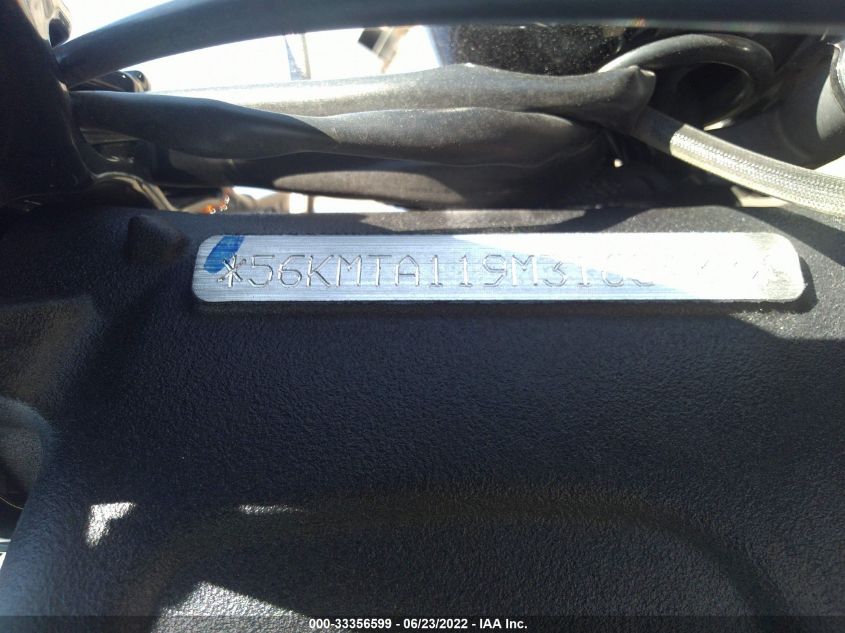 *56KMTA119M31
000-33356599 / 06/23/2022 - IAA Inc.